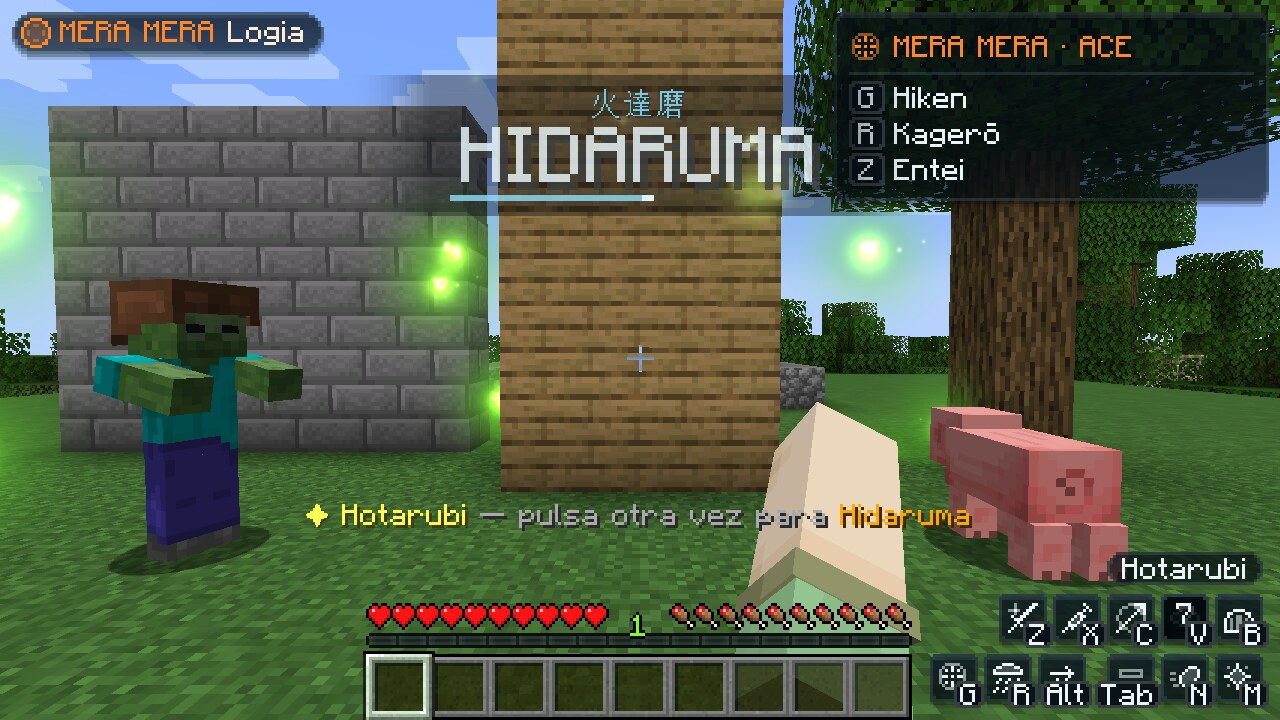 MERA MERA Logia
MERA MERA · ACE
G Hiken
R Kagerō
Z Entei
火達磨
HIDARUMA
Hotarubi — pulsa otra vez para Hidaruma
Hotarubi
1
Z X C V B
G R Alt Tab N M